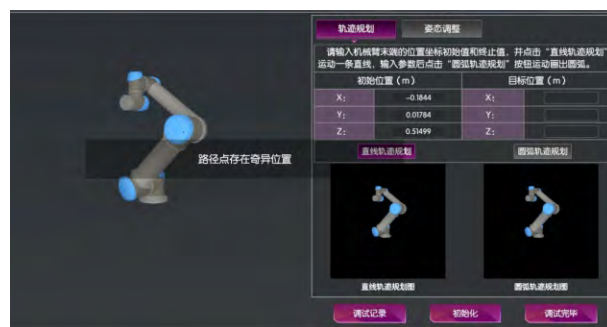 轨迹规划 姿态调整
请输入机械臂末端的位置坐标初始值和终止值，并点击“直线轨迹规划”
运动一条直线，输入参数后点击“圆弧轨迹规划”按钮运动画出圆弧。
初始位置（m） 目标位置（m）
X: -0.1844 X:
Y: 0.01784 Y:
Z: 0.51499 Z:
直线轨迹规划 圆弧轨迹规划
路径点存在奇异位置
直线轨迹规划图 圆弧轨迹规划图
调试记录 初始化 调试完毕